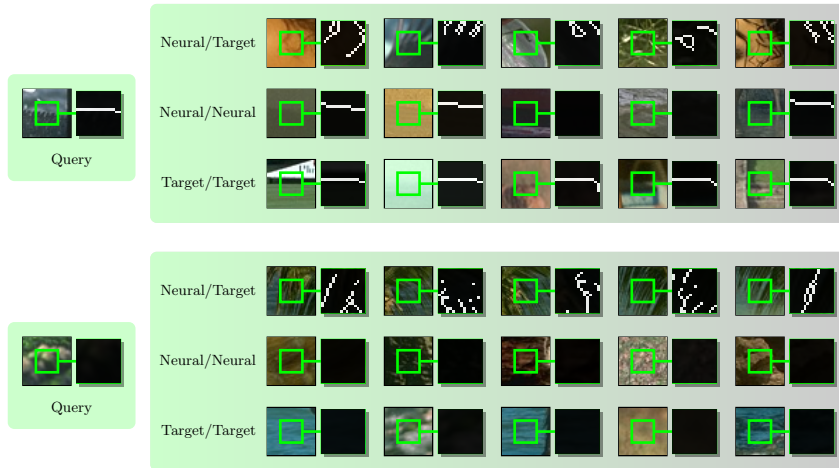 Neural/Target
Neural/Neural
Query
Target/Target
Neural/Target
Neural/Neural
Query
Target/Target